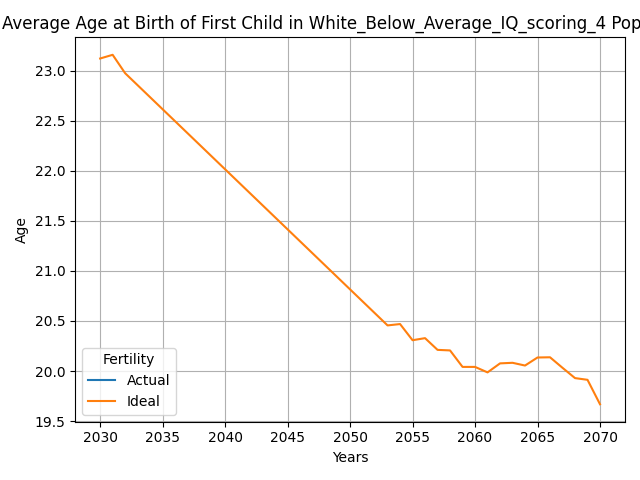 Average Age at Birth of First Child in White_Below_Average_IQ_scoring_4 Pop
23.0
22.5
22.0
21.5
21.0
20.5
20.0
19.5
Age
Fertility
Actual
Ideal
2030 2035 2040 2045 2050 2055 2060 2065 2070
Years